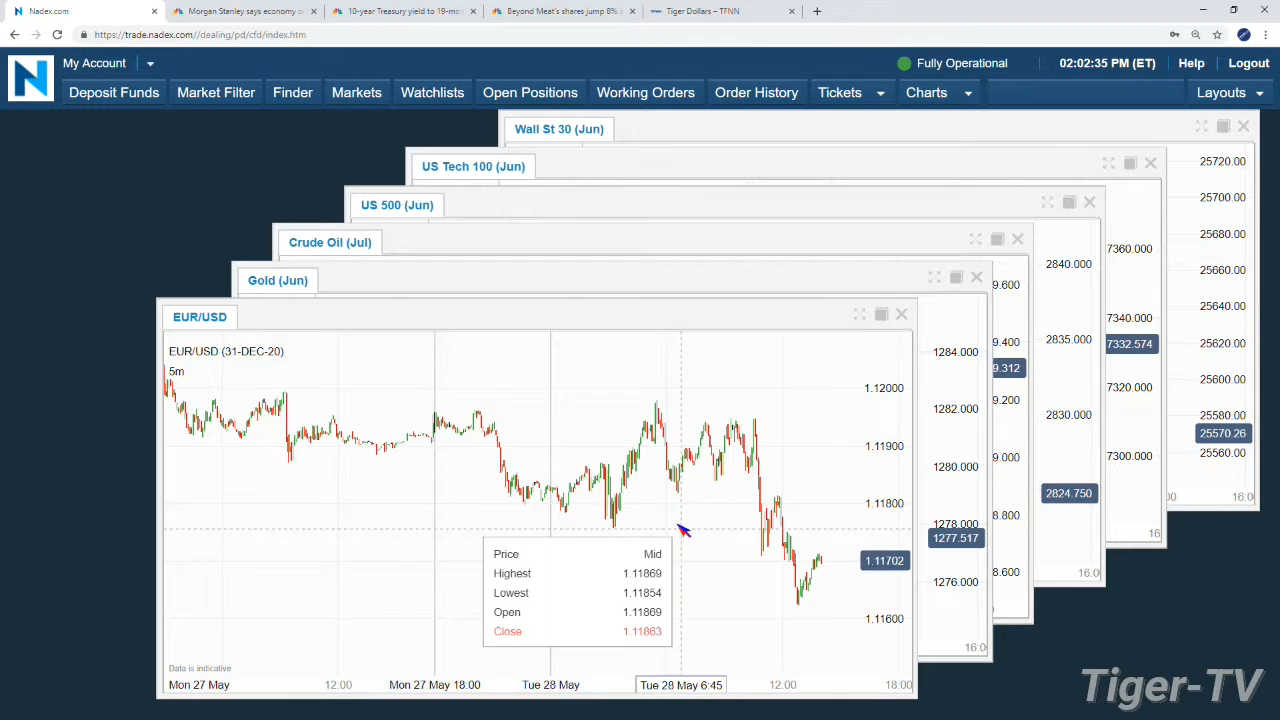 Nadex.com
Morgan Stanley says economy o
10-year Treasury yield to 19-mo
Beyond Meat's shares jump 8% a
Tiger Dollars – TFNN
https://trade.nadex.com//dealing/pd/cfd/index.htm
N
My Account
Fully Operational
02:02:35 PM (ET)
Help
Logout
Deposit Funds
Market Filter
Finder
Markets
Watchlists
Open Positions
Working Orders
Order History
Tickets
Charts
Layouts
Wall St 30 (Jun)
25720.00
25700.00
25680.00
25660.00
25640.00
25620.00
25600.00
25580.00
25570.26
25560.00
00
16:0
US Tech 100 (Jun)
7360.000
7340.000
7332.574
7320.000
7300.000
16
US 500 (Jun)
2840.000
2835.000
2830.000
2824.750
16:0
Crude Oil (Jul)
9.600
9.400
9.312
9.200
9.000
8.800
8.600
Gold (Jun)
1284.000
1282.000
1280.000
1278.000
1277.517
1276.000
16:0
EUR/USD
EUR/USD (31-DEC-20)
5m
1.12000
1.11900
1.11800
1.11702
1.11600
Price Mid
Highest 1.11869
Lowest 1.11854
Open 1.11869
Close 1.11863
Data is indicative
Mon 27 May 12:00 Mon 27 May 18:00 Tue 28 May Tue 28 May 6:45 12:00 18:00
Tiger-TV